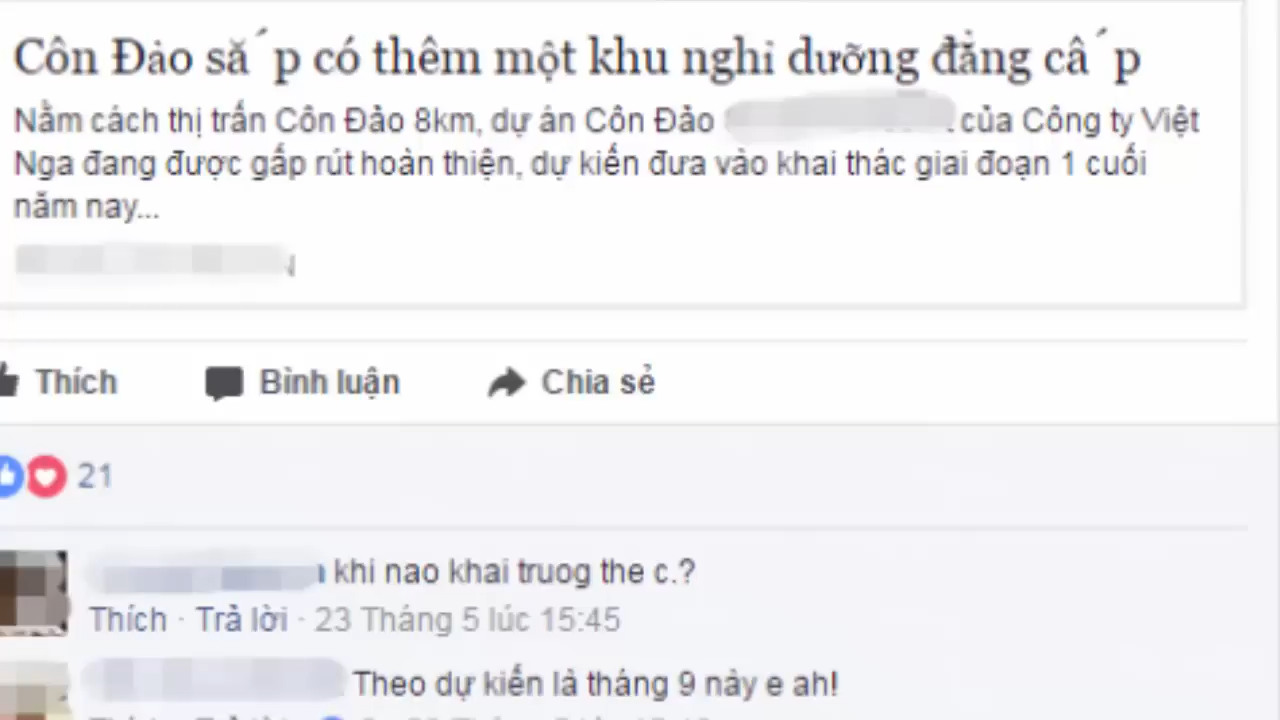 Côn Đảo sắp có thêm một khu nghỉ dưỡng đẳng cấp
Nằm cách thị trấn Côn Đảo 8km, dự án Côn Đảo của Công ty Việt
Nga đang được gấp rút hoàn thiện, dự kiến đưa vào khai thác giai đoạn 1 cuối
năm nay...
Thích Bình luận Chia sẻ
21
khi nao khai truog the c.?
Thích · Trả lời · 23 Tháng 5 lúc 15:45
Theo dự kiến là tháng 9 này e ah!